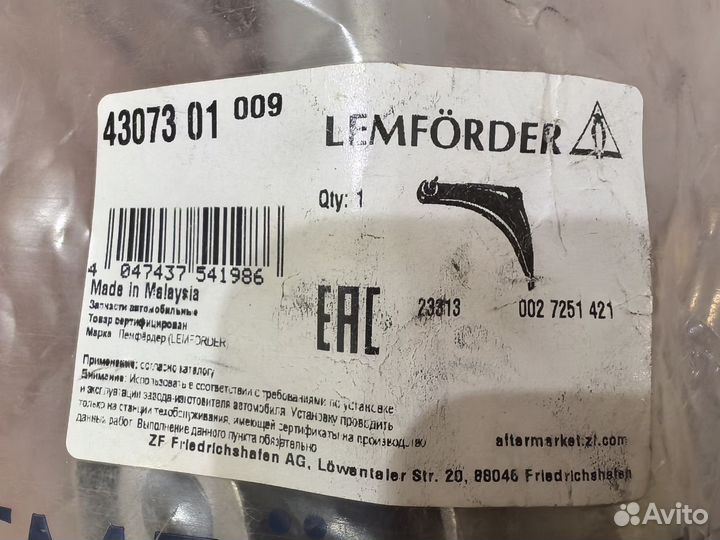 43073 01 009
LEMFÖRDER
Qty: 1
4 047437 541986
Made in Malaysia
Запчасти автомобильные
Товар сертифицирован
Марка Лемфёрдер (LEMFÖRDER)
EAC
23313
002 7251 421
Применение: согласно каталогу
Внимание: Использовать в соответствии с требованиями по установке
и эксплуатации завода-изготовителя автомобиля. Установку проводить
только на станции техобслуживания, имеющей сертификаты на производство
данных работ. Выполнение данного пункта обязательно
aftermarket.zf.com
ZF Friedrichshafen AG, Löwentaler Str. 20, 88046 Friedrichshafen
Avito